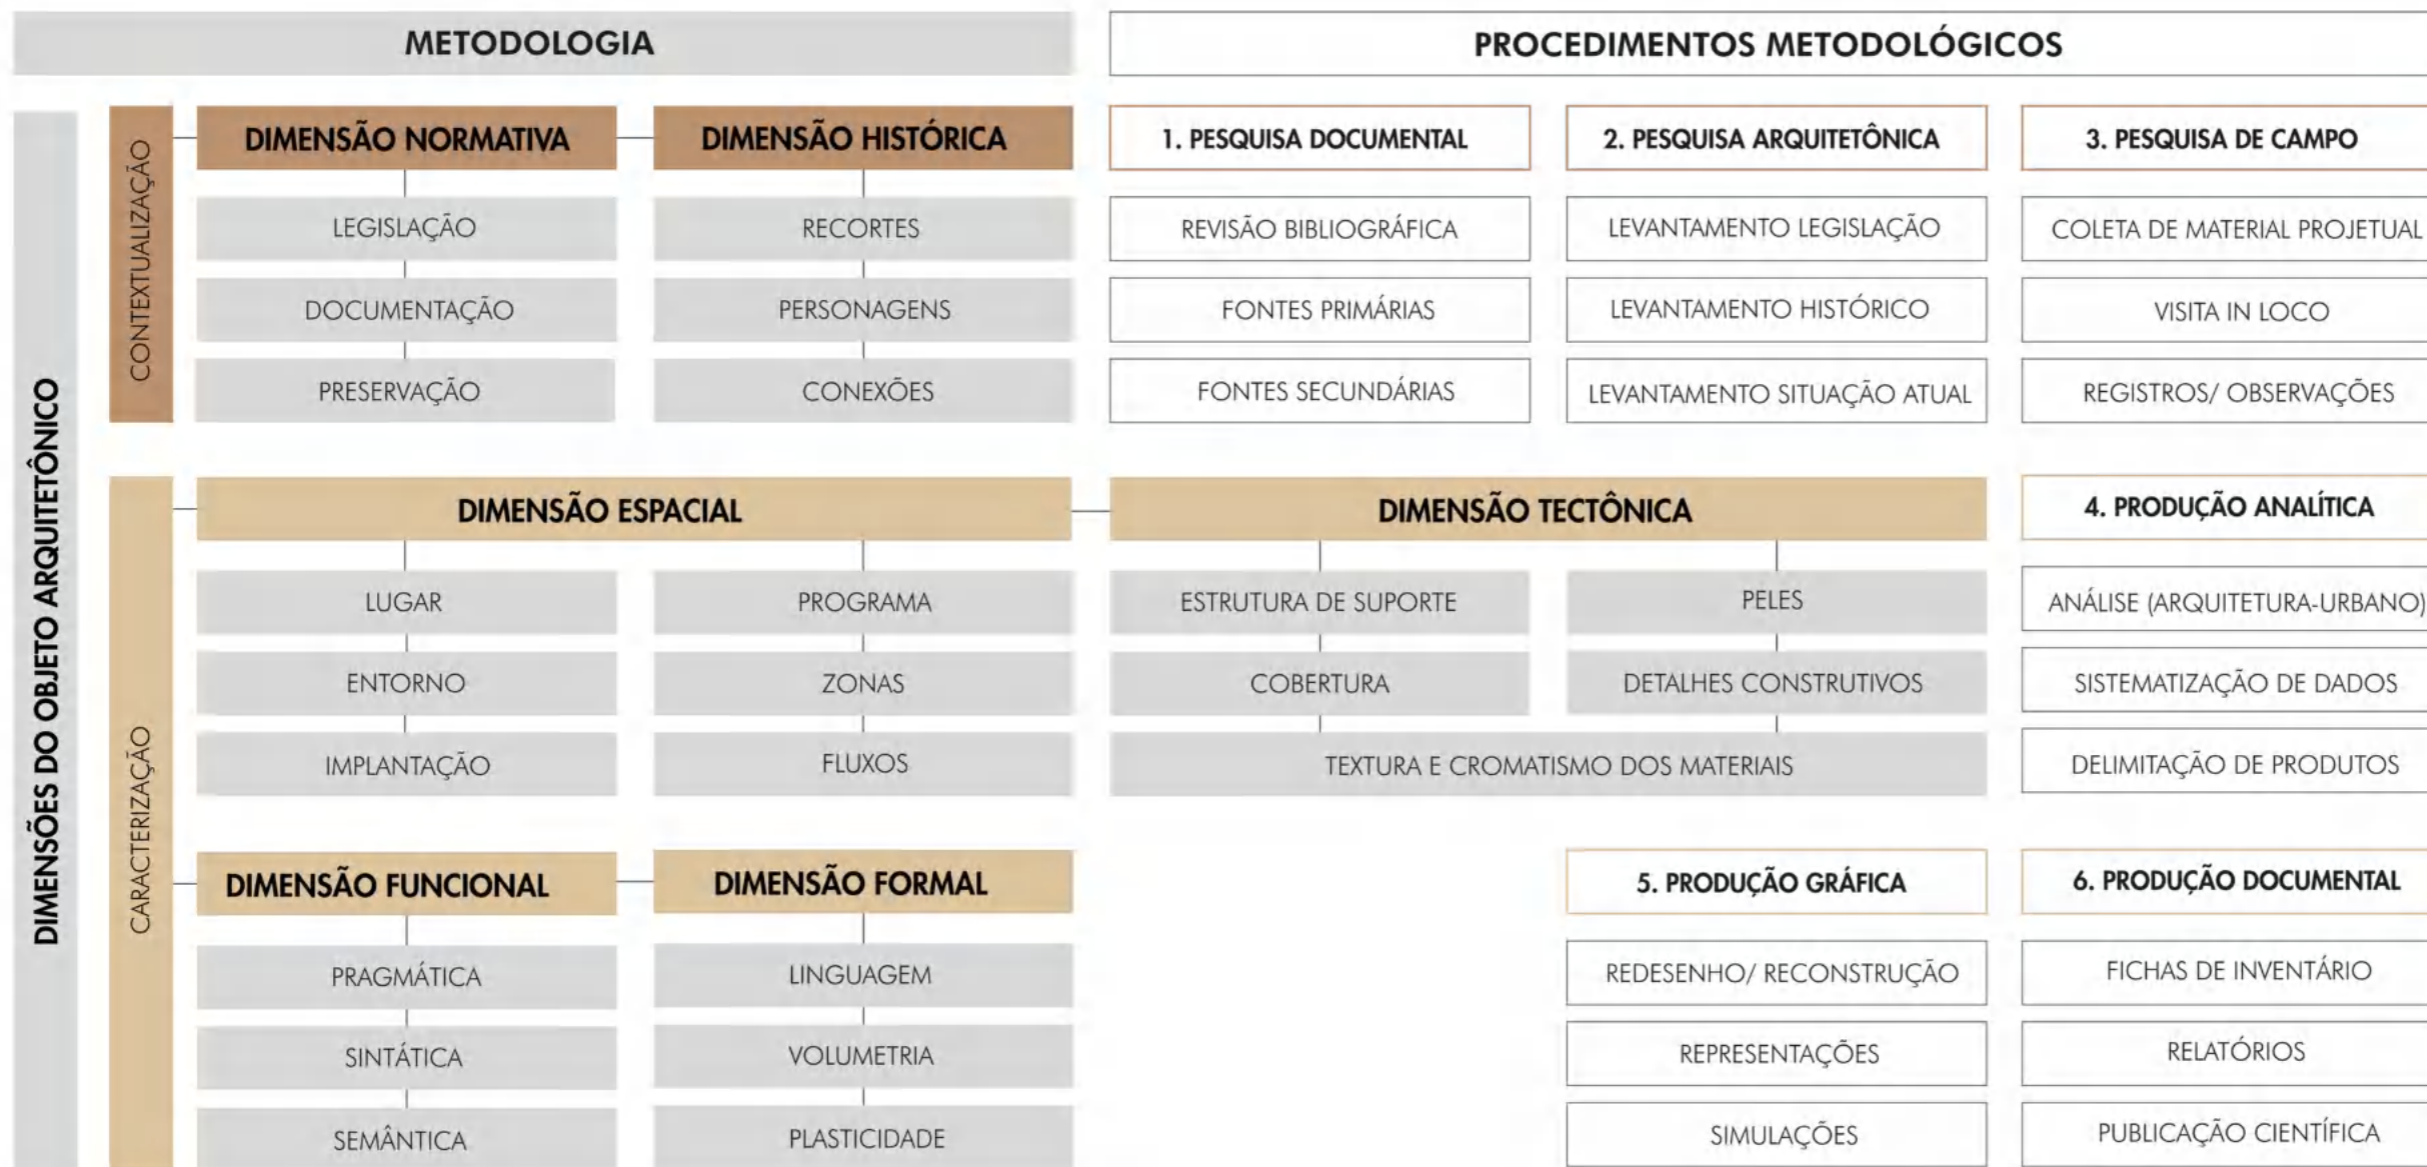 METODOLOGIA
PROCEDIMENTOS METODOLÓGICOS
DIMENSÕES DO OBJETO ARQUITETÔNICO
CONTEXTUALIZAÇÃO
DIMENSÃO NORMATIVA
LEGISLAÇÃO
DOCUMENTAÇÃO
PRESERVAÇÃO
DIMENSÃO HISTÓRICA
RECORTES
PERSONAGENS
CONEXÕES
1. PESQUISA DOCUMENTAL
REVISÃO BIBLIOGRÁFICA
FONTES PRIMÁRIAS
FONTES SECUNDÁRIAS
2. PESQUISA ARQUITETÔNICA
LEVANTAMENTO LEGISLAÇÃO
LEVANTAMENTO HISTÓRICO
LEVANTAMENTO SITUAÇÃO ATUAL
3. PESQUISA DE CAMPO
COLETA DE MATERIAL PROJETUAL
VISITA IN LOCO
REGISTROS/ OBSERVAÇÕES
CARACTERIZAÇÃO
DIMENSÃO ESPACIAL
LUGAR
ENTORNO
IMPLANTAÇÃO
PROGRAMA
ZONAS
FLUXOS
DIMENSÃO TECTÔNICA
ESTRUTURA DE SUPORTE
COBERTURA
PELES
DETALHES CONSTRUTIVOS
TEXTURA E CROMATISMO DOS MATERIAIS
4. PRODUÇÃO ANALÍTICA
ANÁLISE (ARQUITETURA-URBANO)
SISTEMATIZAÇÃO DE DADOS
DELIMITAÇÃO DE PRODUTOS
DIMENSÃO FUNCIONAL
PRAGMÁTICA
SINTÁTICA
SEMÂNTICA
DIMENSÃO FORMAL
LINGUAGEM
VOLUMETRIA
PLASTICIDADE
5. PRODUÇÃO GRÁFICA
REDESENHO/ RECONSTRUÇÃO
REPRESENTAÇÕES
SIMULAÇÕES
6. PRODUÇÃO DOCUMENTAL
FICHAS DE INVENTÁRIO
RELATÓRIOS
PUBLICAÇÃO CIENTÍFICA